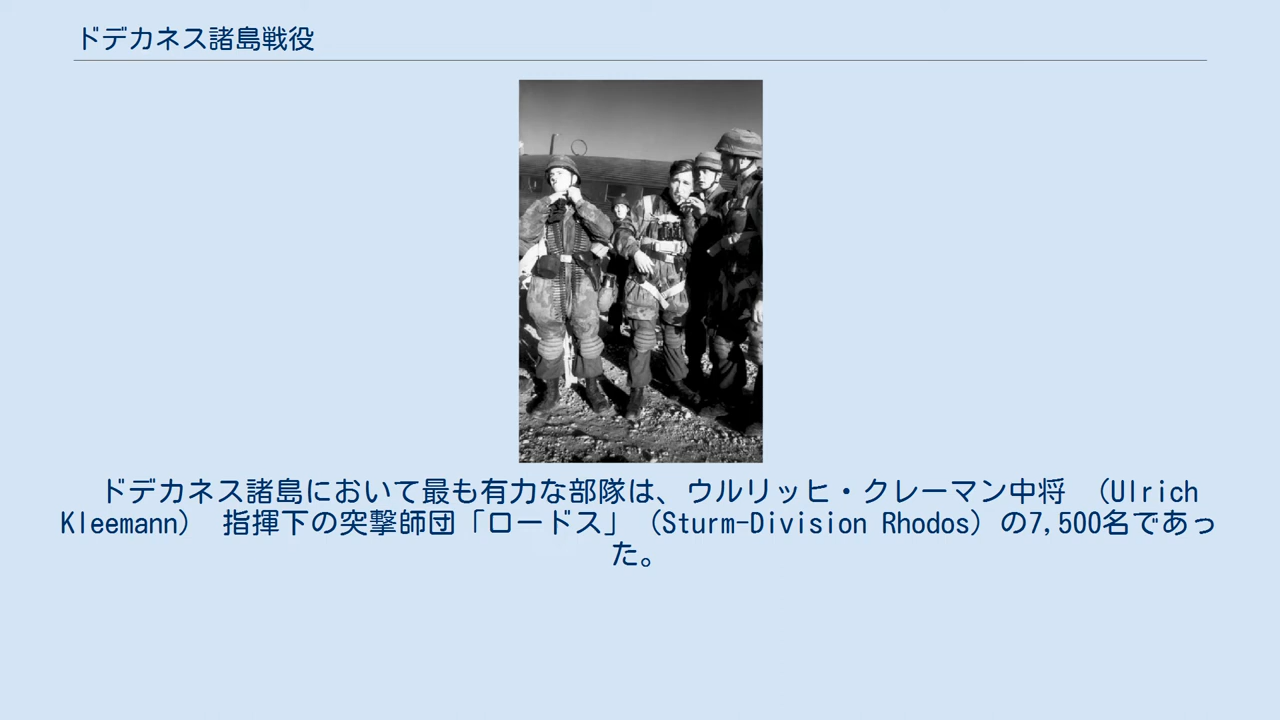 ドデカネス諸島戦役
ドデカネス諸島において最も有力な部隊は、ウルリッヒ・クレーマン中将 （Ulrich
Kleemann） 指揮下の突撃師団「ロードス」（Sturm-Division Rhodos）の7,500名であっ
た。